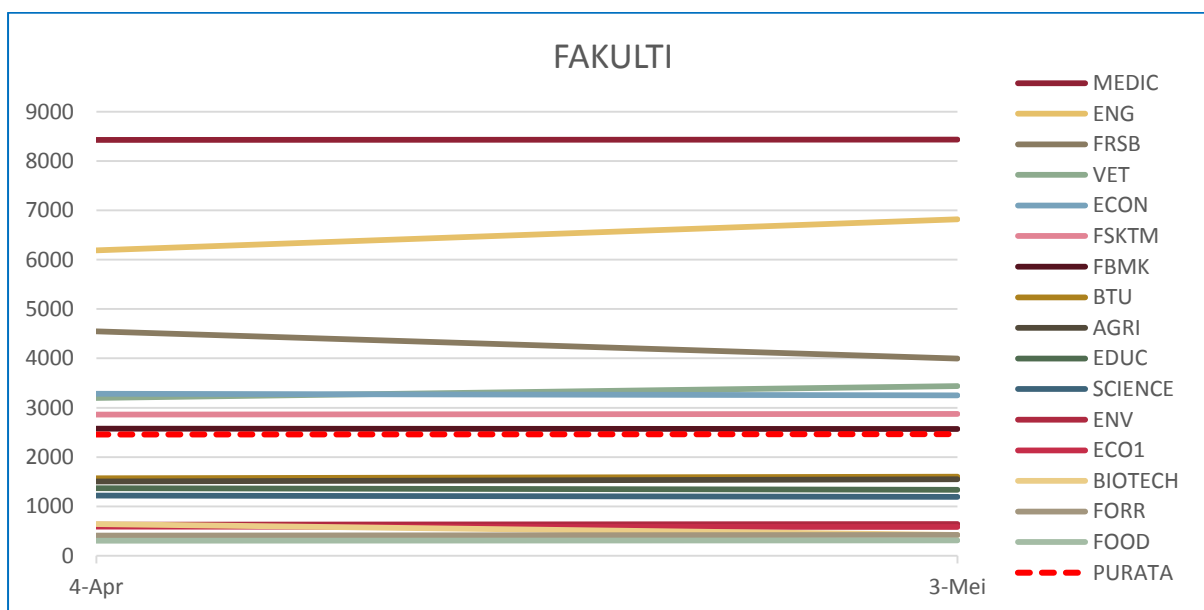 FAKULTI
9000
8000
7000
6000
5000
4000
3000
2000
1000
0
4-Apr
3-Mei
MEDIC
ENG
FRSB
VET
ECON
FSKTM
FBMK
BTU
AGRI
EDUC
SCIENCE
ENV
ECO1
BIOTECH
FORR
FOOD
PURATA